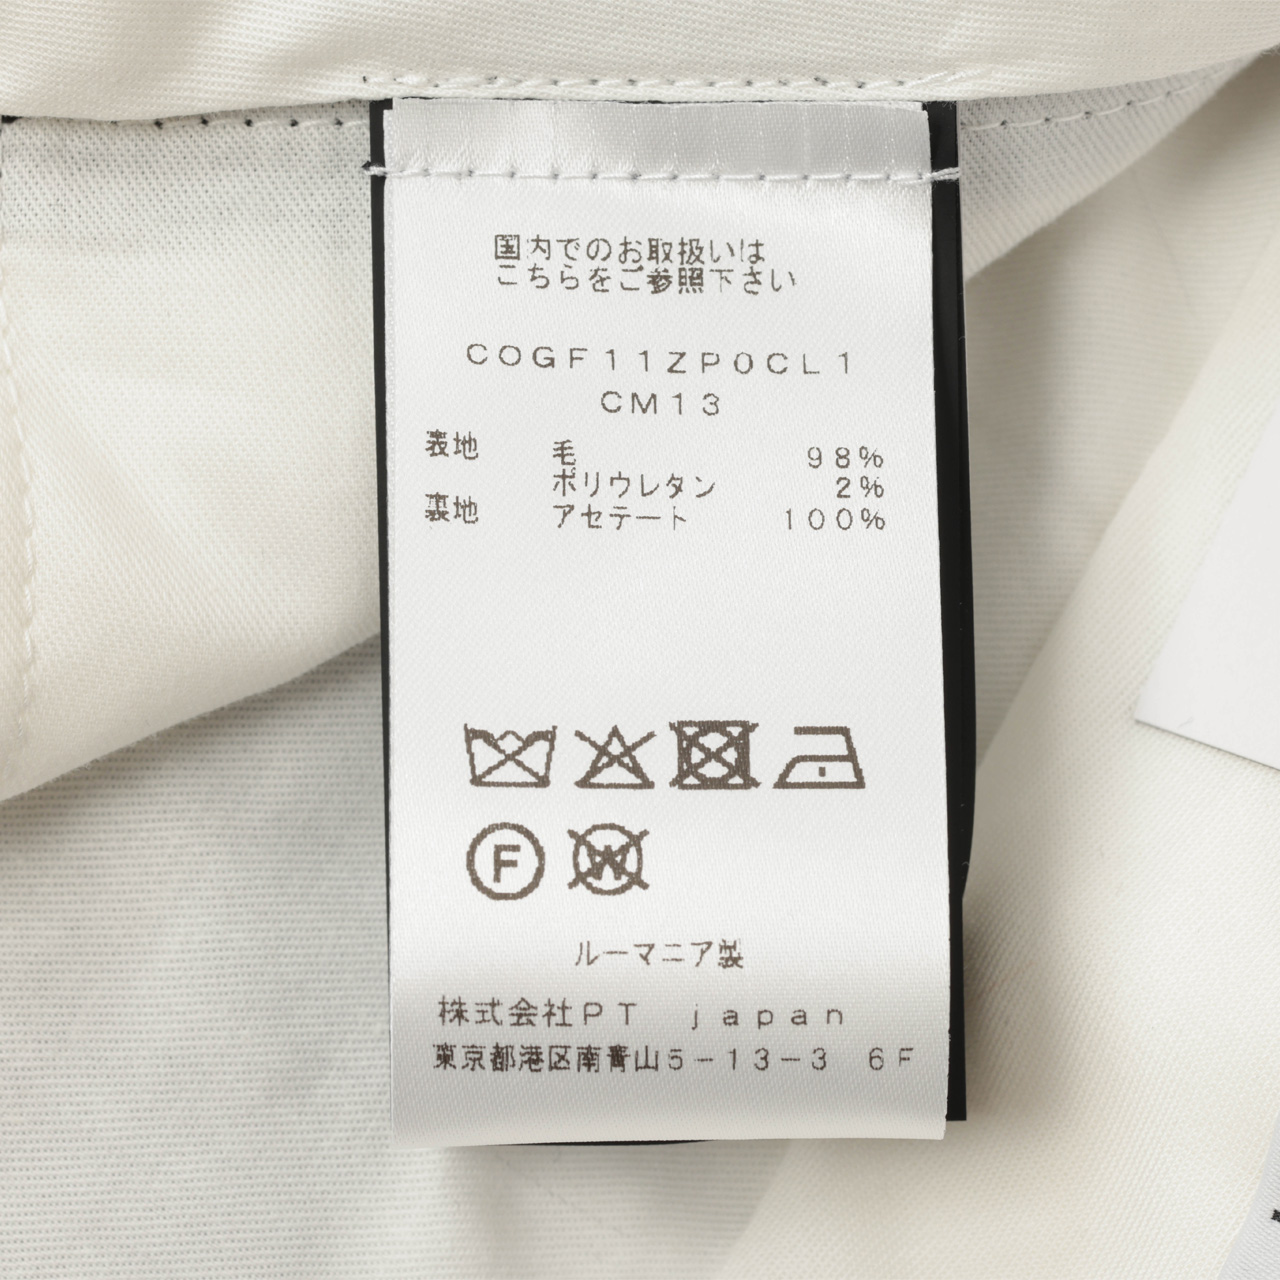 国内でのお取扱いは
こちらをご参照下さい
COGF11ZP0CL1
CM13
表地 毛 98%
ポリウレタン 2%
裏地 アセテート 100%
F W
ルーマニア製
株式会社PT japan
東京都港区南青山5-13-3 6F